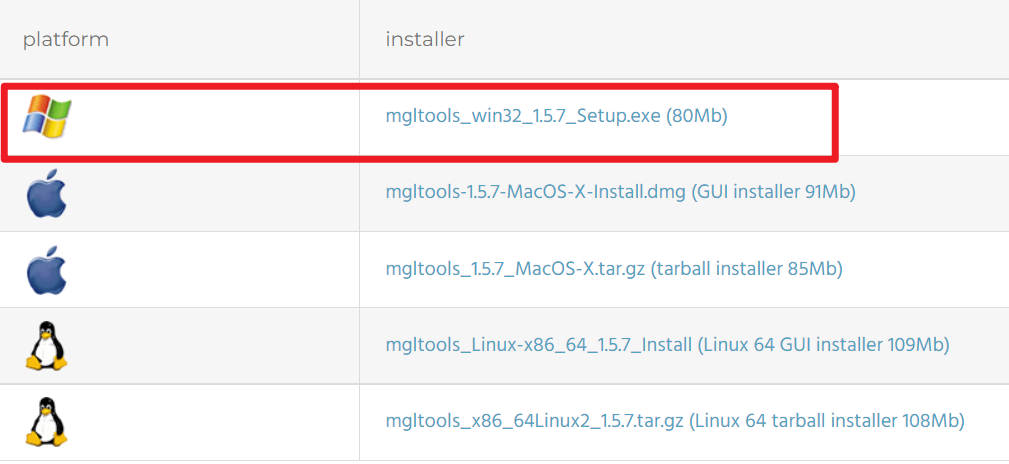 platform installer
mgltools_win32_1.5.7_Setup.exe (80Mb)
mgltools-1.5.7-MacOS-X-Install.dmg (GUI installer 91Mb)
mgltools_1.5.7_MacOS-X.tar.gz (tarball installer 85Mb)
mgltools_Linux-x86_64_1.5.7_Install (Linux 64 GUI installer 109Mb)
mgltools_x86_64Linux2_1.5.7.tar.gz (Linux 64 tarball installer 108Mb)